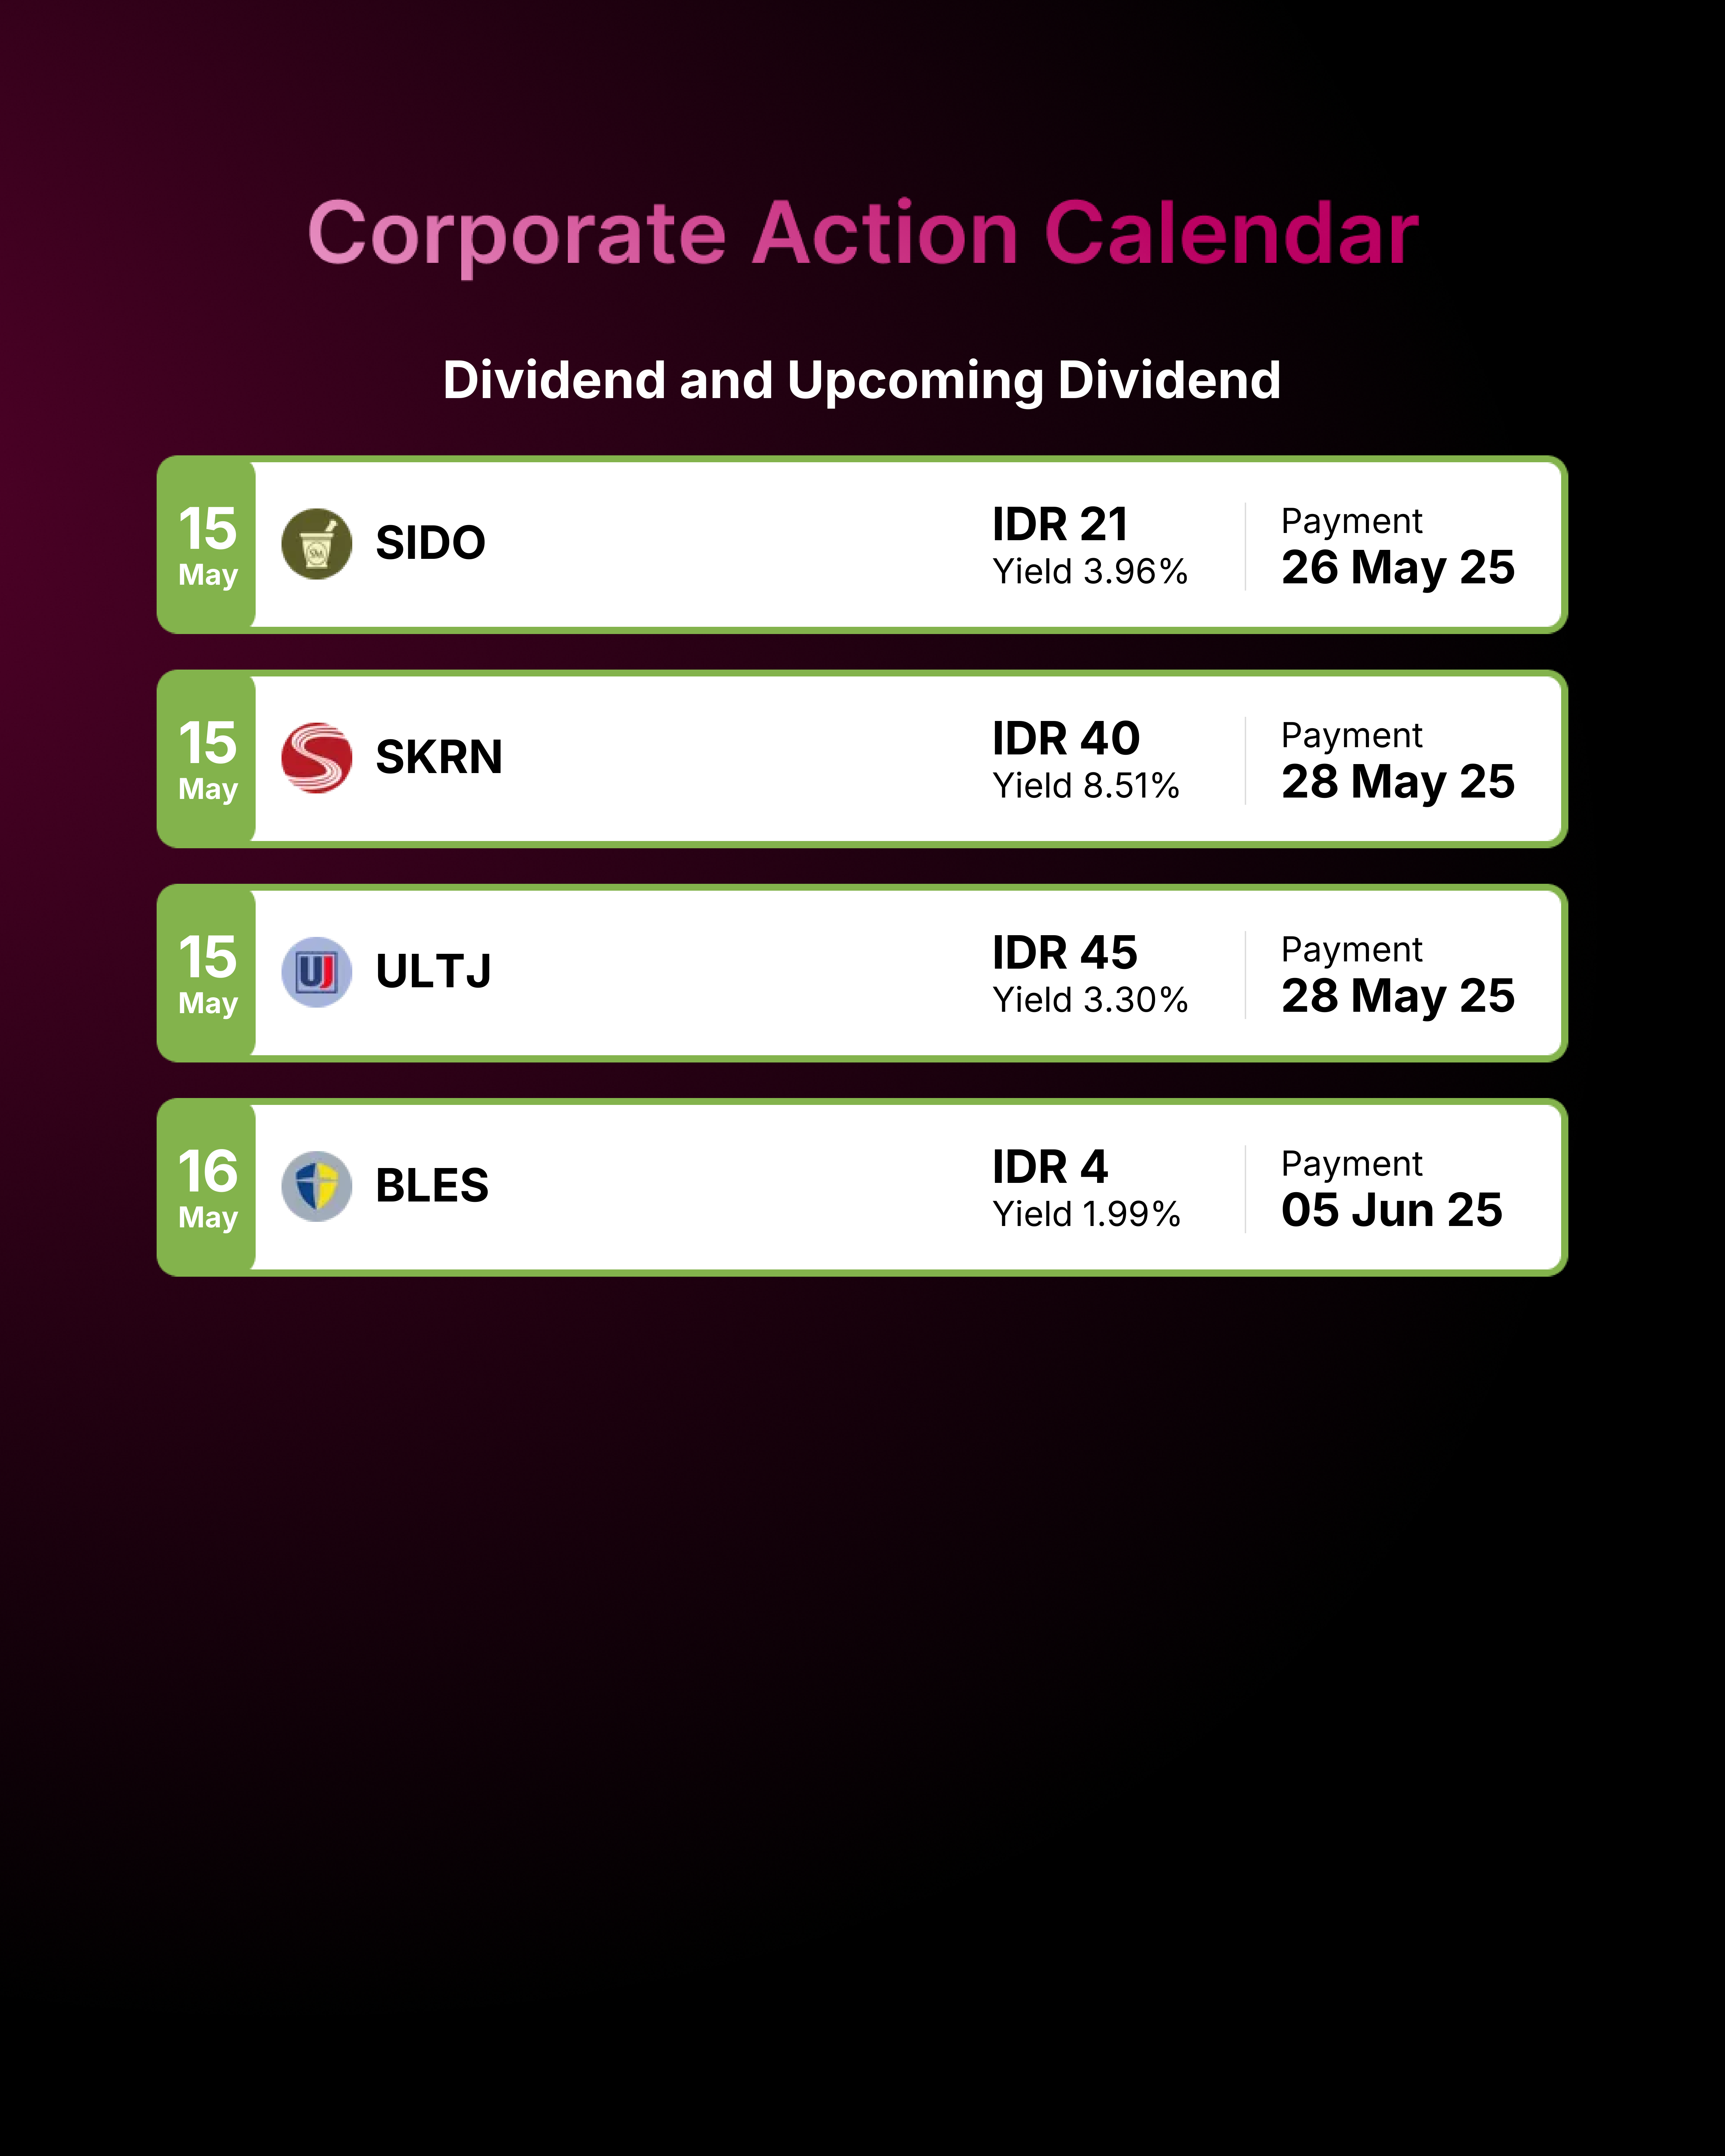 Corporate Action Calendar
Dividend and Upcoming Dividend
15
May
SIDO
IDR 21
Yield 3.96%
Payment
26 May 25
15
May
SKRN
IDR 40
Yield 8.51%
Payment
28 May 25
15
May
UJ
ULTJ
IDR 45
Yield 3.30%
Payment
28 May 25
16
May
BLES
IDR 4
Yield 1.99%
Payment
05 Jun 25